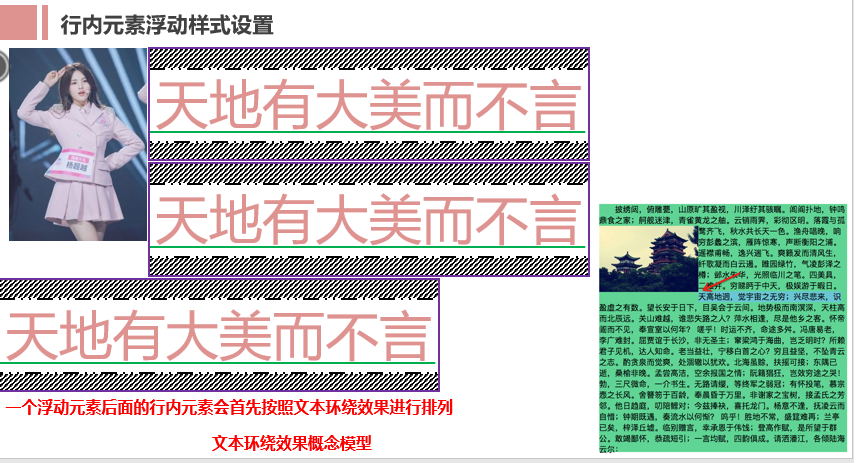 行内元素浮动样式设置
天地有大美而不言
天地有大美而不言
天地有大美而不言
杨超越
一个浮动元素后面的行内元素会首先按照文本环绕效果进行排列
文本环绕效果概念模型
披绣闼，俯雕甍，山原旷其盈视，川泽纡其骇瞩。闾阎扑地，钟鸣
鼎食之家；舸舰迷津，青雀黄龙之舳。云销雨霁，彩彻区明。落霞与孤
鹜齐飞，秋水共长天一色。渔舟唱晚，响
穷彭蠡之滨，雁阵惊寒，声断衡阳之浦。
遥襟甫畅，逸兴遄飞。爽籁发而清风生，
纤歌凝而白云遏。睢园绿竹，气凌彭泽之
樽；邺水朱华，光照临川之笔。四美具，
二难并。穷睇眄于中天，极娱游于暇日。
天高地迥，觉宇宙之无穷；兴尽悲来，识
盈虚之有数。望长安于日下，目吴会于云间。地势极而南溟深，天柱高
而北辰远。关山难越，谁悲失路之人？萍水相逢，尽是他乡之客。怀帝
阍而不见，奉宣室以何年？ 嗟乎！时运不齐，命途多舛。冯唐易老，
李广难封。屈贾谊于长沙，非无圣主；窜梁鸿于海曲，岂乏明时？所赖
君子见机，达人知命。老当益壮，宁移白首之心？穷且益坚，不坠青云
之志。酌贪泉而觉爽，处涸辙以犹欢。北海虽赊，扶摇可接；东隅已
逝，桑榆非晚。孟尝高洁，空余报国之情；阮籍猖狂，岂效穷途之哭！
勃，三尺微命，一介书生。无路请缨，等终军之弱冠；有怀投笔，慕宗
悫之长风。舍簪笏于百龄，奉晨昏于万里。非谢家之宝树，接孟氏之芳
邻。他日趋庭，叨陪鲤对；今兹捧袂，喜托龙门。杨意不逢，抚凌云而
自惜；钟期既遇，奏流水以何惭？ 呜乎！胜地不常，盛筵难再；兰亭
已矣，梓泽丘墟。临别赠言，幸承恩于伟饯；登高作赋，是所望于群
公。敢竭鄙怀，恭疏短引；一言均赋，四韵俱成。请洒潘江，各倾陆海
云尔：